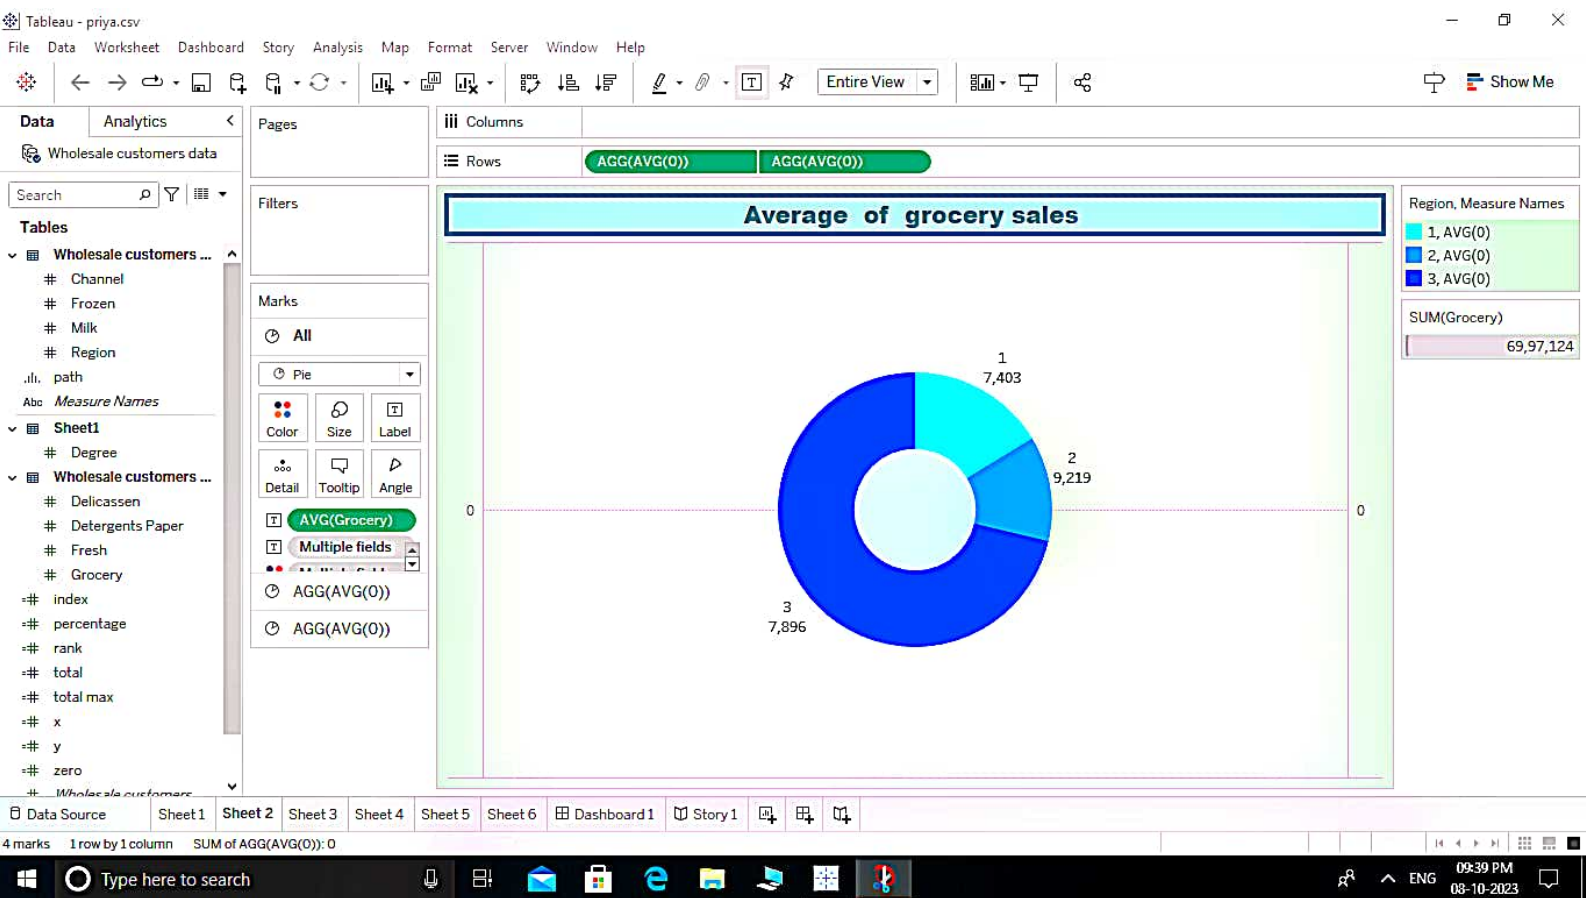 Tableau - priya.csv
File Data Worksheet Dashboard Story Analysis Map Format Server Window Help
Entire View
Show Me
Data Analytics
Wholesale customers data
Search
Tables
Wholesale customers ...
# Channel
# Frozen
# Milk
# Region
path
Abc Measure Names
Sheet1
# Degree
Wholesale customers ...
# Delicassen
# Detergents Paper
# Fresh
# Grocery
=# index
=# percentage
=# rank
=# total
=# total max
=# x
=# y
=# zero
# Wholesale customers
Pages
Filters
Marks
All
Pie
Color Size Label
Detail Tooltip Angle
AVG(Grocery)
Multiple fields
AGG(AVG(0))
AGG(AVG(0))
Columns
Rows AGG(AVG(0)) AGG(AVG(0))
Average of grocery sales
1
7,403
2
9,219
0 0
3
7,896
Region, Measure Names
1, AVG(0)
2, AVG(0)
3, AVG(0)
SUM(Grocery)
69,97,124
Data Source Sheet 1 Sheet 2 Sheet 3 Sheet 4 Sheet 5 Sheet 6 Dashboard 1 Story 1
4 marks 1 row by 1 column SUM of AGG(AVG(0)): 0
Type here to search
ENG
09:39 PM
08-10-2023